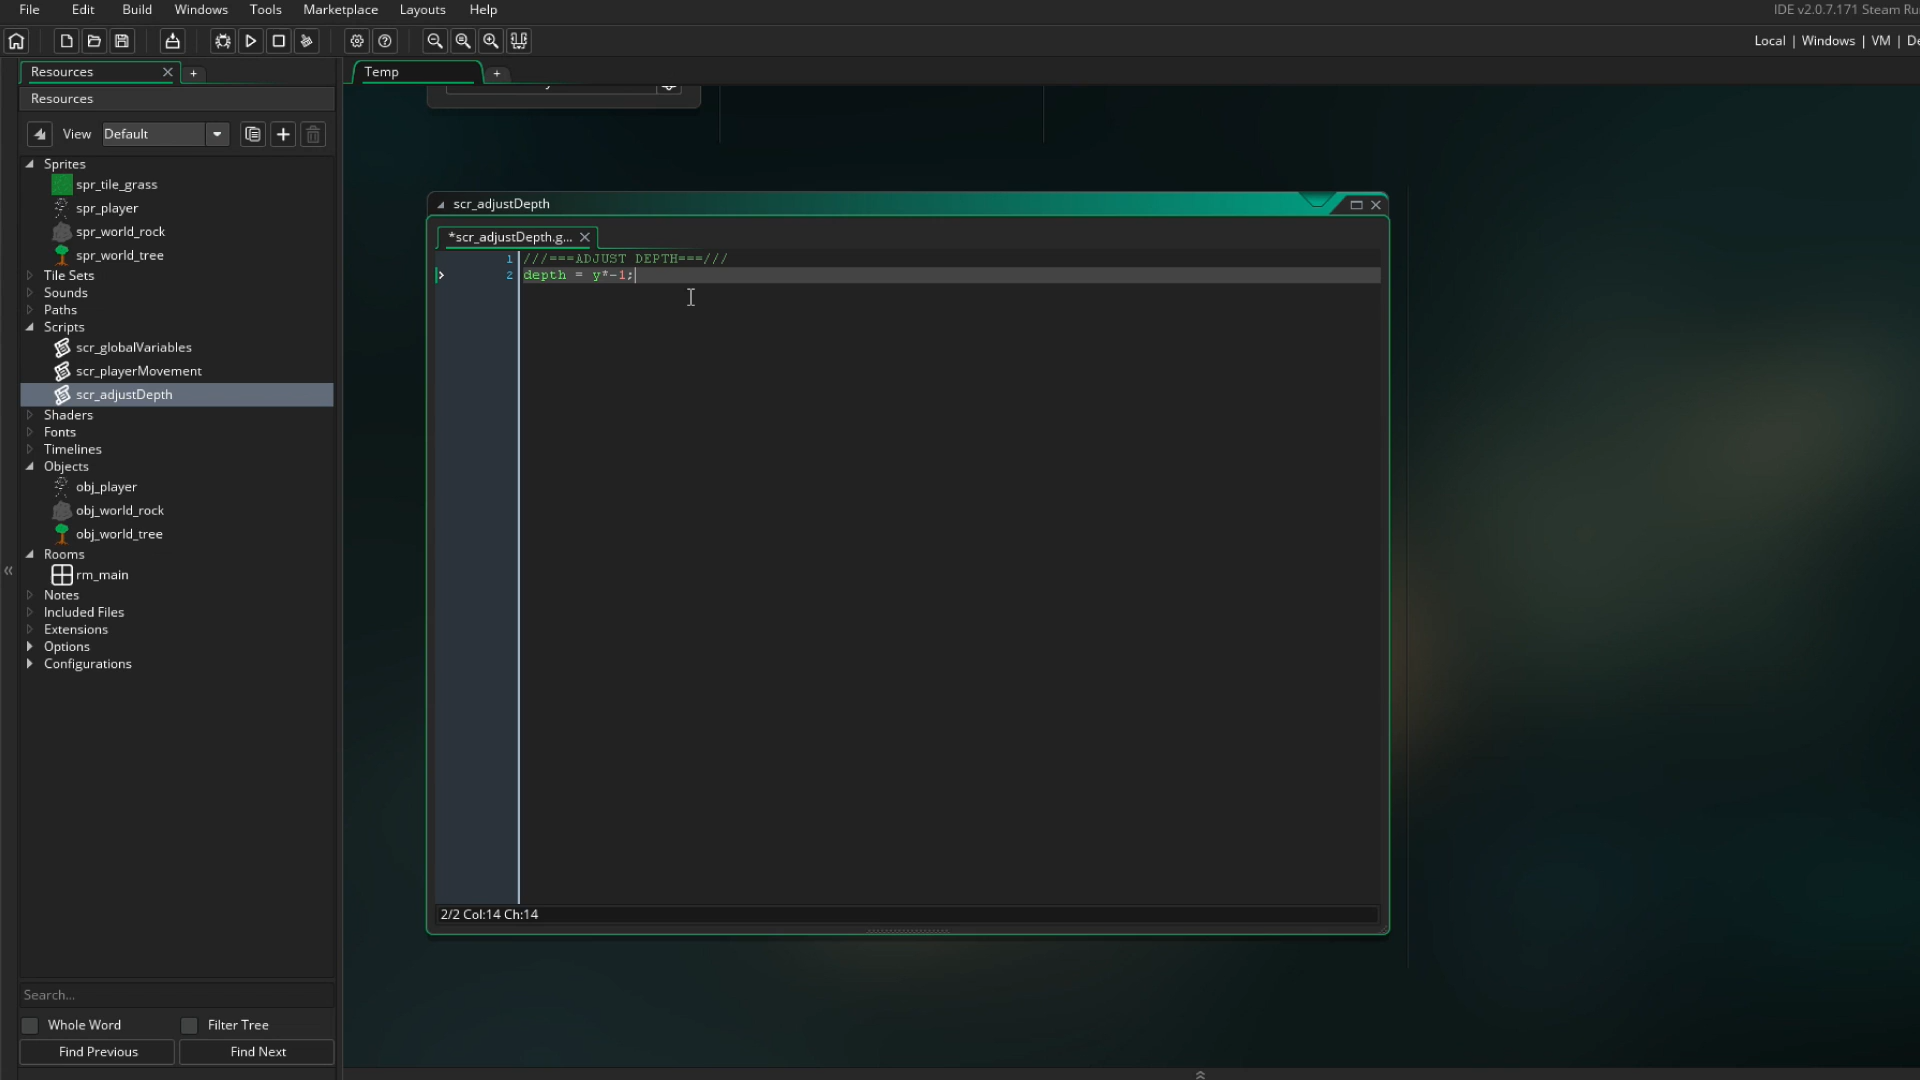 File Edit Build Windows Tools Marketplace Layouts Help
IDE v2.0.7.171 Steam
Local | Windows | VM |
Resources
Temp
Resources
View Default
Sprites
spr_tile_grass
spr_player
spr_world_rock
spr_world_tree
Tile Sets
Sounds
Paths
Scripts
scr_globalVariables
scr_playerMovement
scr_adjustDepth
Shaders
Fonts
Timelines
Objects
obj_player
obj_world_rock
obj_world_tree
Rooms
rm_main
Notes
Included Files
Extensions
Options
Configurations
Search...
Whole Word Filter Tree
Find Previous Find Next
scr_adjustDepth
*scr_adjustDepth.g...
1 ///===ADJUST DEPTH===///
2 depth = y*-1;
2/2 Col:14 Ch:14